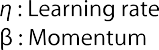 η : Learning rate
β : Momentum